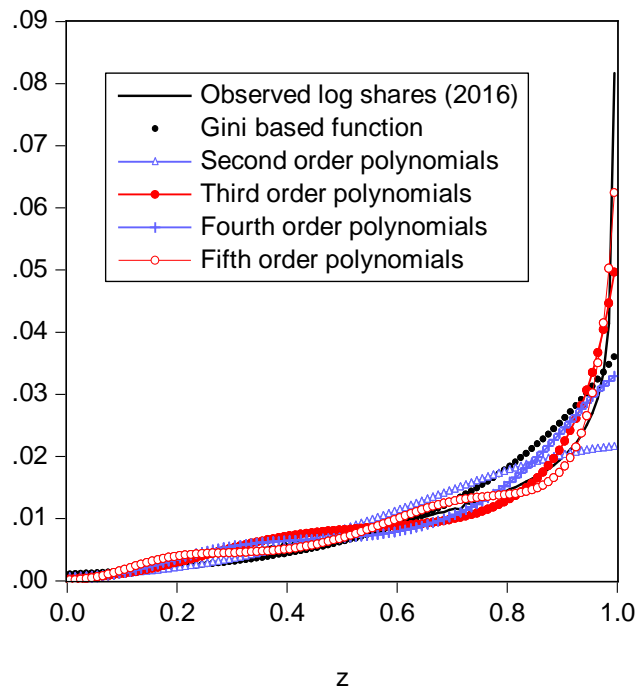 .09
.08
Observed log shares (2016)
Gini based function
.07
Second order polynomials
Third order polynomials
.06
Fourth order polynomials
Fifth order polynomials
.05
.04
.03
.02
.01
.00
0.0 0.2 0.4 0.6 0.8 1.0
z